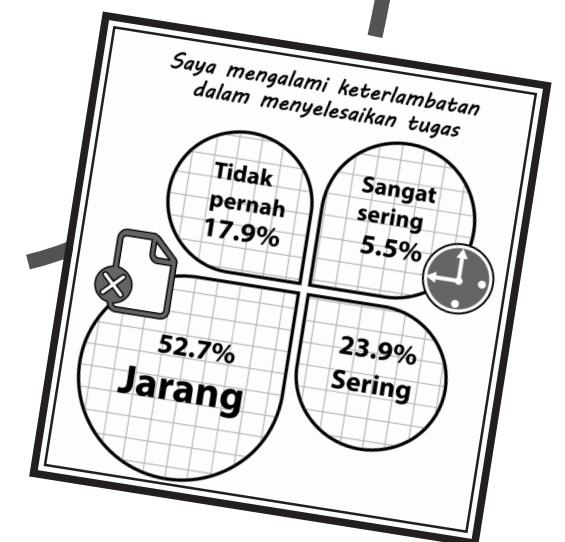 Saya mengalami keterlambatan
dalam menyelesaikan tugas
Tidak
pernah
17.9%
Sangat
sering
5.5%
52.7%
Jarang
23.9%
Sering